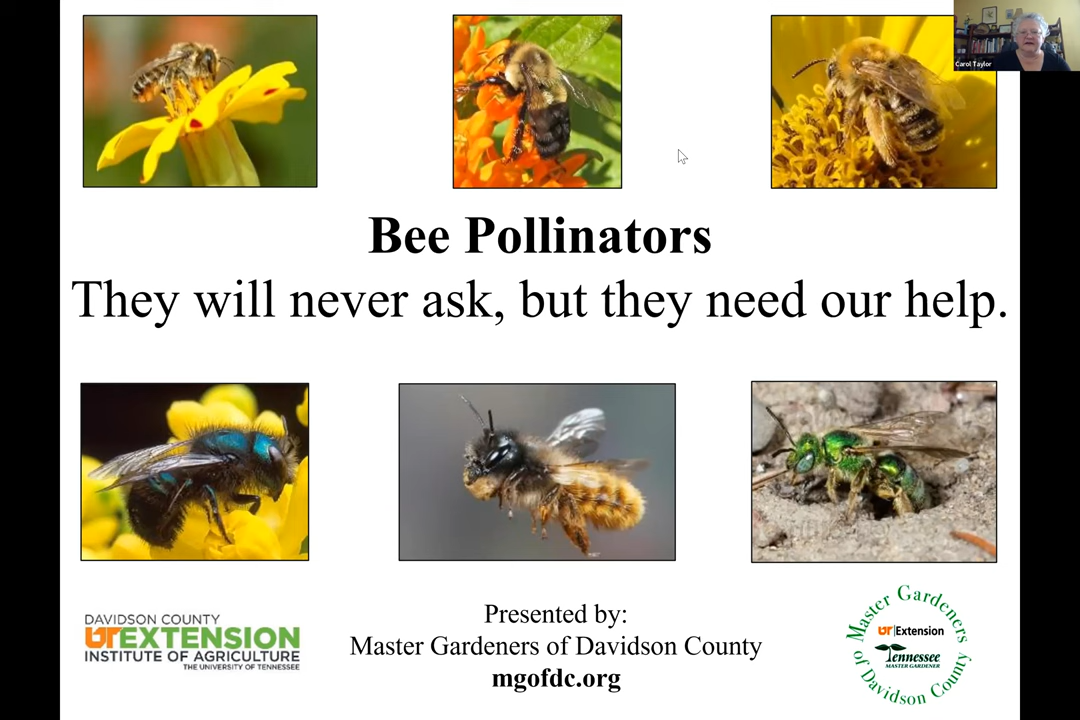 Carol Taylor
Bee Pollinators
They will never ask, but they need our help.
DAVIDSON COUNTY
UT EXTENSION
INSTITUTE OF AGRICULTURE
THE UNIVERSITY OF TENNESSEE
Presented by:
Master Gardeners of Davidson County
mgofdc.org
Master Gardeners
UT Extension
Tennessee
MASTER GARDENER
of Davidson County